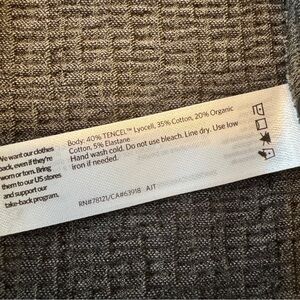 We want our clothes
back, even if they're
worn or torn. Bring
them to our US stores
and support our
take-back program.
Body: 40% TENCEL™ Lyocell, 35% Cotton, 20% Organic
Cotton, 5% Elastane
Hand wash cold. Do not use bleach. Line dry. Use low
iron if needed.
RN#78121/CA#63918 AJT